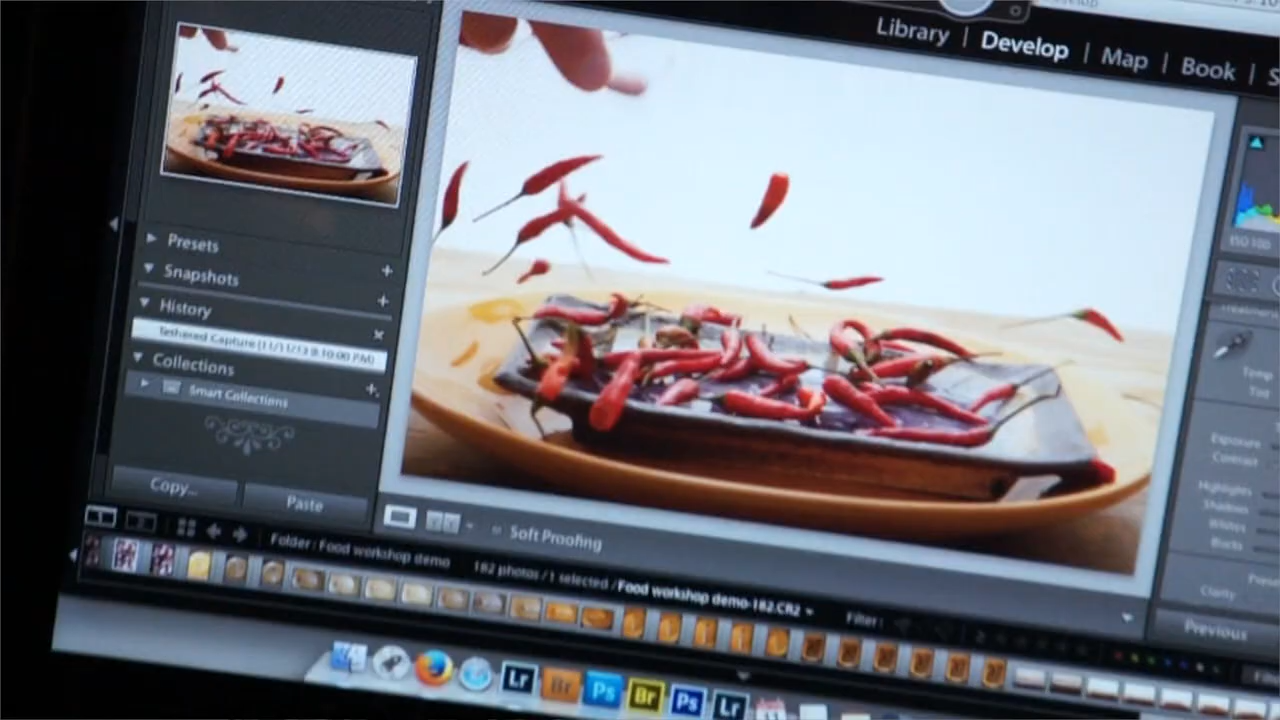 Library | Develop | Map | Book | S
Presets
Snapshots +
History ×
Tethered Capture (11/11/13 8:10:00 PM)
Collections +
Smart Collections
Copy...
Paste
Soft Proofing
Folder : Food workshop demo
182 photos / 1 selected / Food workshop demo-182.CR2
Filter :
ISO 100
Temp
Tint
Exposure
Contrast
Highlights
Shadows
Whites
Blacks
Clarity
Previous
Lr Br Ps Br Ps Lr